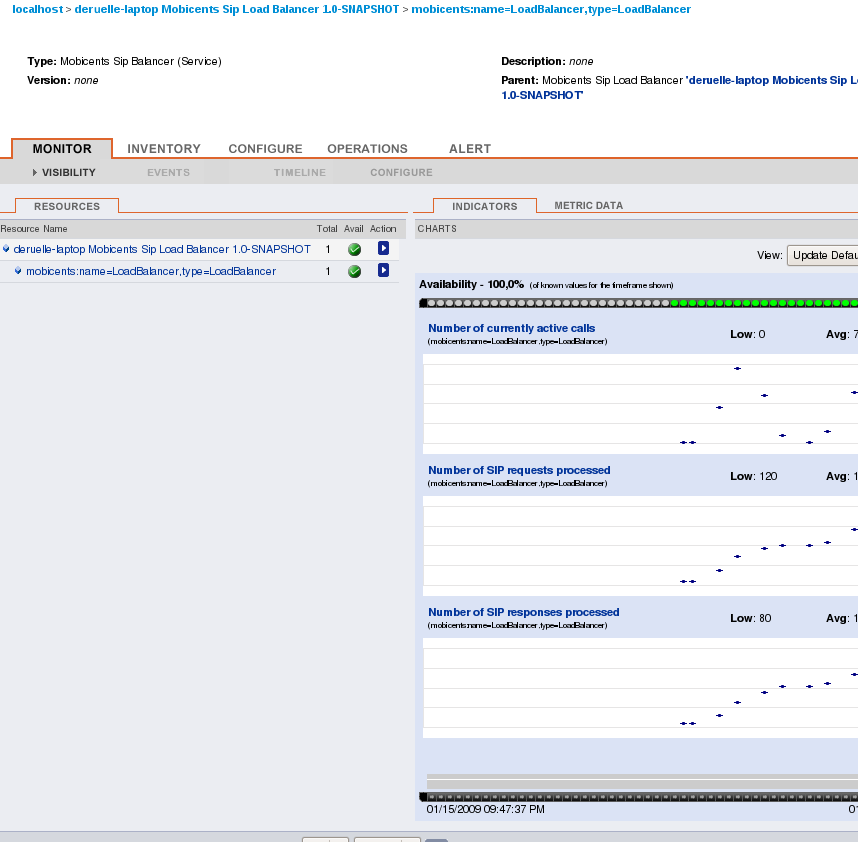 localhost > deruelle-laptop Mobicents Sip Load Balancer 1.0-SNAPSHOT > mobicents:name=LoadBalancer,type=LoadBalancer
Type: Mobicents Sip Balancer (Service)
Description: none
Version: none
Parent: Mobicents Sip Load Balancer 'deruelle-laptop Mobicents Sip
1.0-SNAPSHOT'
MONITOR INVENTORY CONFIGURE OPERATIONS ALERT
VISIBILITY EVENTS TIMELINE CONFIGURE
RESOURCES
INDICATORS METRIC DATA
Resource Name Total Avail Action
CHARTS
deruelle-laptop Mobicents Sip Load Balancer 1.0-SNAPSHOT 1
View: Update Defau
mobicents:name=LoadBalancer,type=LoadBalancer 1
Availability - 100,0% (of known values for the timeframe shown)
Number of currently active calls
Low: 0 Avg: 7
(mobicents:name=LoadBalancer,type=LoadBalancer)
Number of SIP requests processed
Low: 120 Avg: 1
(mobicents:name=LoadBalancer,type=LoadBalancer)
Number of SIP responses processed
Low: 80 Avg: 1
(mobicents:name=LoadBalancer,type=LoadBalancer)
01/15/2009 09:47:37 PM